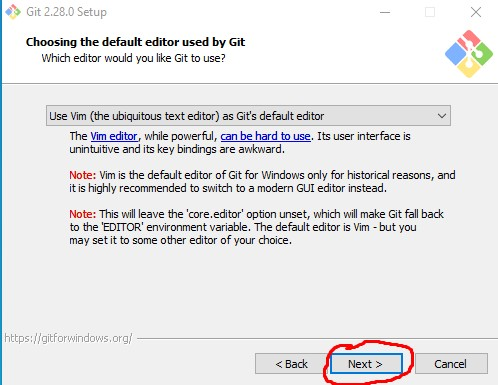 Git 2.28.0 Setup
Choosing the default editor used by Git
Which editor would you like Git to use?
Use Vim (the ubiquitous text editor) as Git's default editor
The Vim editor, while powerful, can be hard to use. Its user interface is
unintuitive and its key bindings are awkward.
Note: Vim is the default editor of Git for Windows only for historical reasons, and
it is highly recommended to switch to a modern GUI editor instead.
Note: This will leave the 'core.editor' option unset, which will make Git fall back
to the 'EDITOR' environment variable. The default editor is Vim - but you
may set it to some other editor of your choice.
https://gitforwindows.org/
< Back
Next >
Cancel